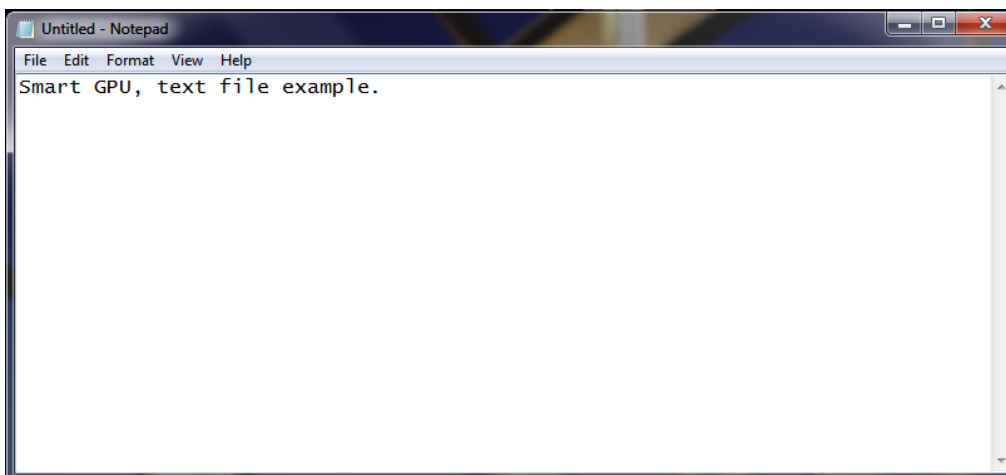 Untitled - Notepad
File Edit Format View Help
Smart GPU, text file example.